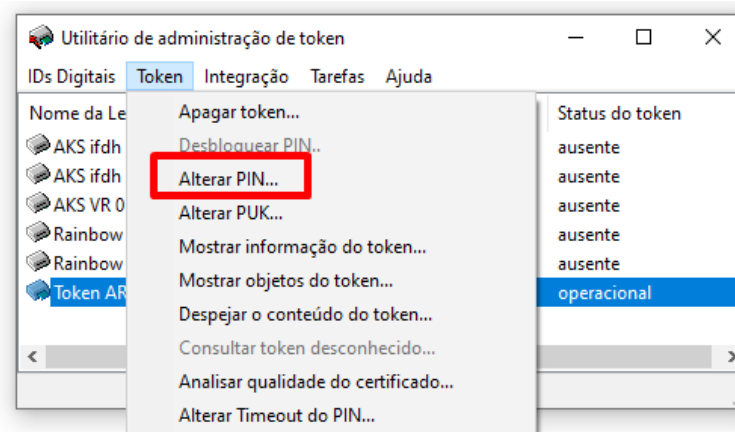 Utilitário de administração de token
IDs Digitais Token Integração Tarefas Ajuda
Nome da Le Status do token
AKS ifdh ausente
AKS ifdh ausente
AKS VR 0 ausente
Rainbow ausente
Rainbow ausente
Token AR operacional
Apagar token...
Desbloquear PIN..
Alterar PIN...
Alterar PUK...
Mostrar informação do token...
Mostrar objetos do token...
Despejar o conteúdo do token...
Consultar token desconhecido...
Analisar qualidade do certificado...
Alterar Timeout do PIN...